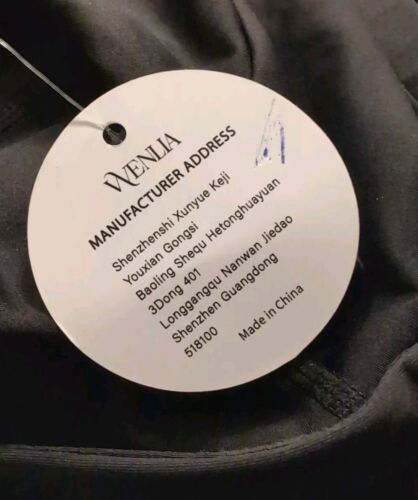 WENLIA
MANUFACTURER ADDRESS
Shenzhenshi Xunyue Keji
Youxian Gongsi
Baoling Shequ Hetonghuayuan
3Dong 401
Longgangqu Nanwan Jiedao
Shenzhen Guangdong
518100
Made in China